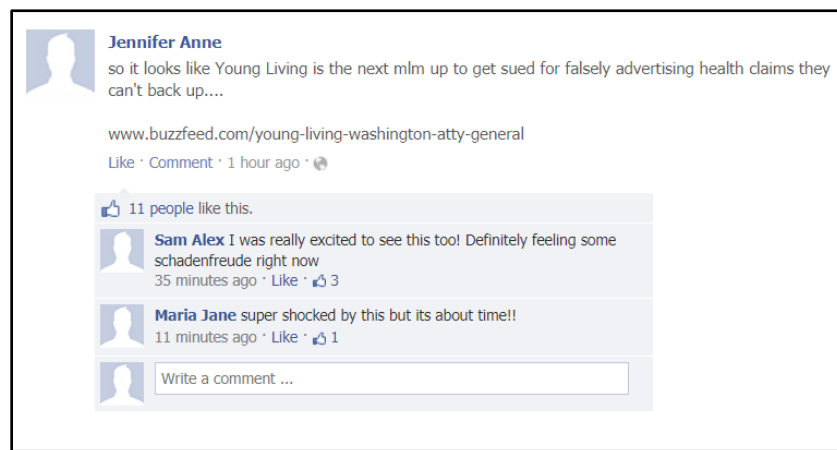 Jennifer Anne
so it looks like Young Living is the next mlm up to get sued for falsely advertising health claims they
can't back up....
www.buzzfeed.com/young-living-washington-atty-general
Like · Comment · 1 hour ago ·
11 people like this.
Sam Alex I was really excited to see this too! Definitely feeling some
schadenfreude right now
35 minutes ago · Like · 3
Maria Jane super shocked by this but its about time!!
11 minutes ago · Like · 1
Write a comment ...